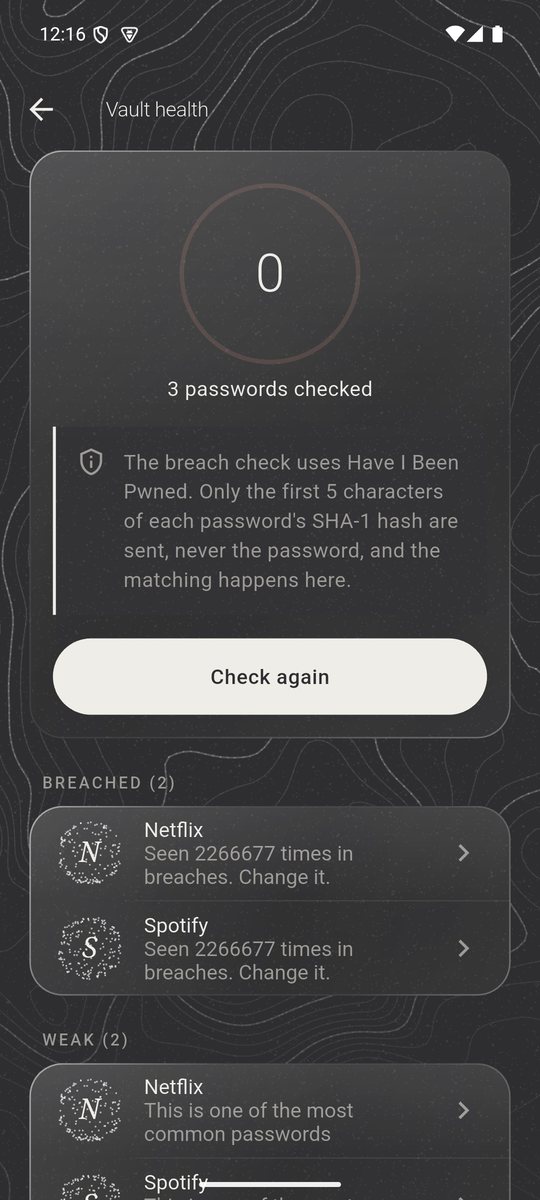 12:16
Vault health
0
3 passwords checked
The breach check uses Have I Been
Pwned. Only the first 5 characters
of each password's SHA-1 hash are
sent, never the password, and the
matching happens here.
Check again
BREACHED (2)
N
Netflix
Seen 2266677 times in
breaches. Change it.
S
Spotify
Seen 2266677 times in
breaches. Change it.
WEAK (2)
N
Netflix
This is one of the most
common passwords
Spotify